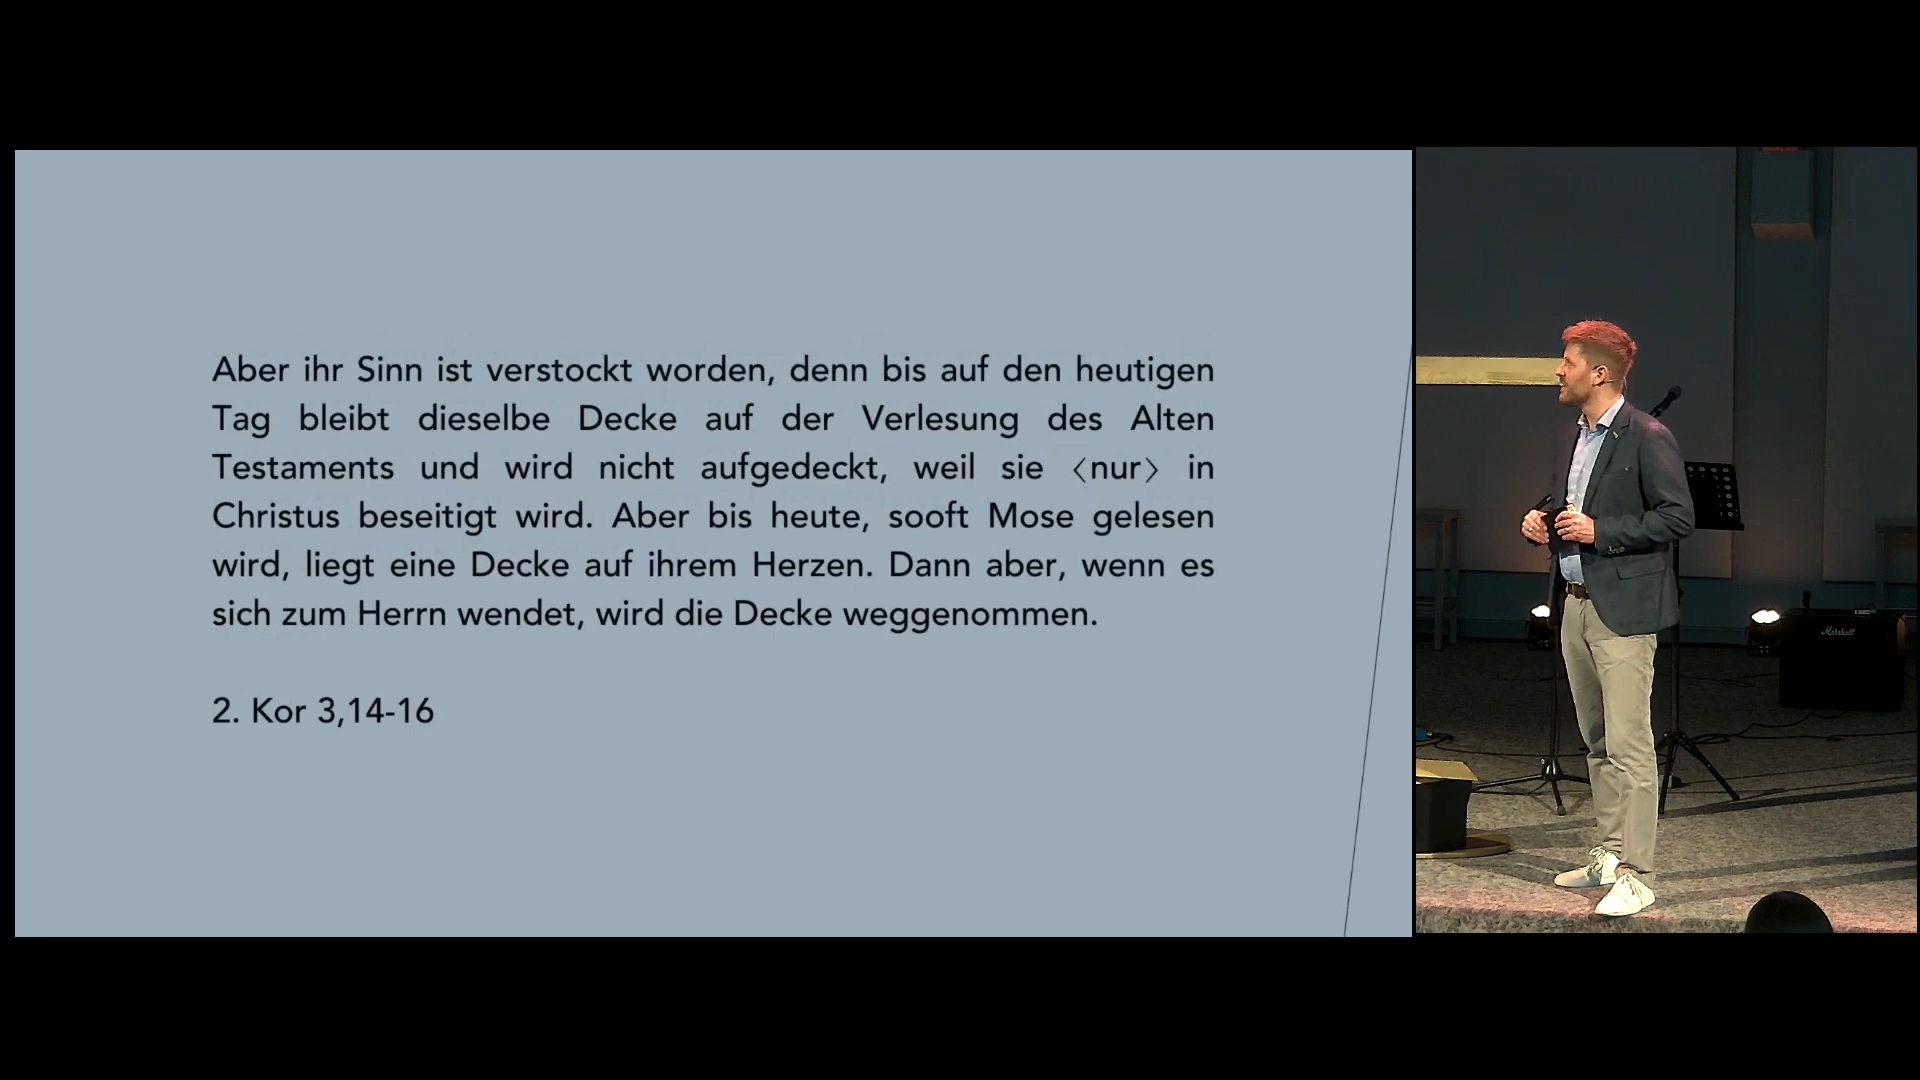 Aber ihr Sinn ist verstockt worden, denn bis auf den heutigen
Tag bleibt dieselbe Decke auf der Verlesung des Alten
Testaments und wird nicht aufgedeckt, weil sie 〈nur〉 in
Christus beseitigt wird. Aber bis heute, sooft Mose gelesen
wird, liegt eine Decke auf ihrem Herzen. Dann aber, wenn es
sich zum Herrn wendet, wird die Decke weggenommen.
2. Kor 3,14-16
Marshall